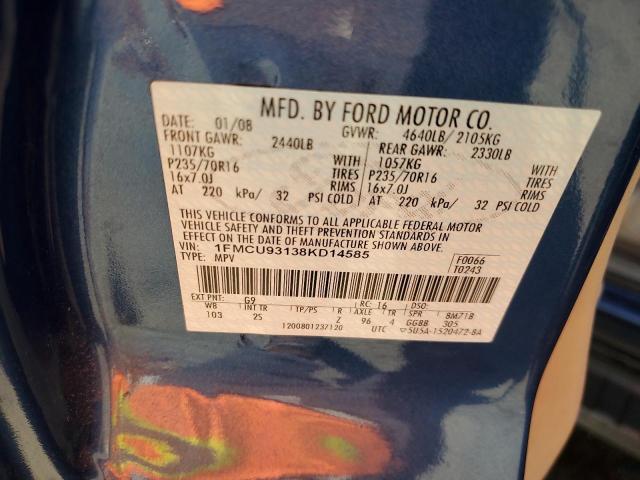 MFD. BY FORD MOTOR CO.
DATE: 01/08 GVWR: 4640LB/ 2105KG
FRONT GAWR: 2440LB REAR GAWR: 2330LB
1107KG WITH 1057KG WITH
P235/70R16 TIRES P235/70R16 TIRES
16x7.0J RIMS 16x7.0J RIMS
AT 220 kPa/ 32 PSI COLD AT 220 kPa/ 32 PSI COLD
THIS VEHICLE CONFORMS TO ALL APPLICABLE FEDERAL MOTOR
VEHICLE SAFETY AND THEFT PREVENTION STANDARDS IN
EFFECT ON THE DATE OF MANUFACTURE SHOWN ABOVE.
VIN: 1FMCU93138KD14585 F0066
TYPE: MPV T0243
EXT PNT: G9 RC: 16 DSO:
WB INT TR TP/PS R AXLE TR SPR 8M71B
103 2S Z 96 4 GGBB 305
1200801237120 UTC 5U5A-1520472-BA